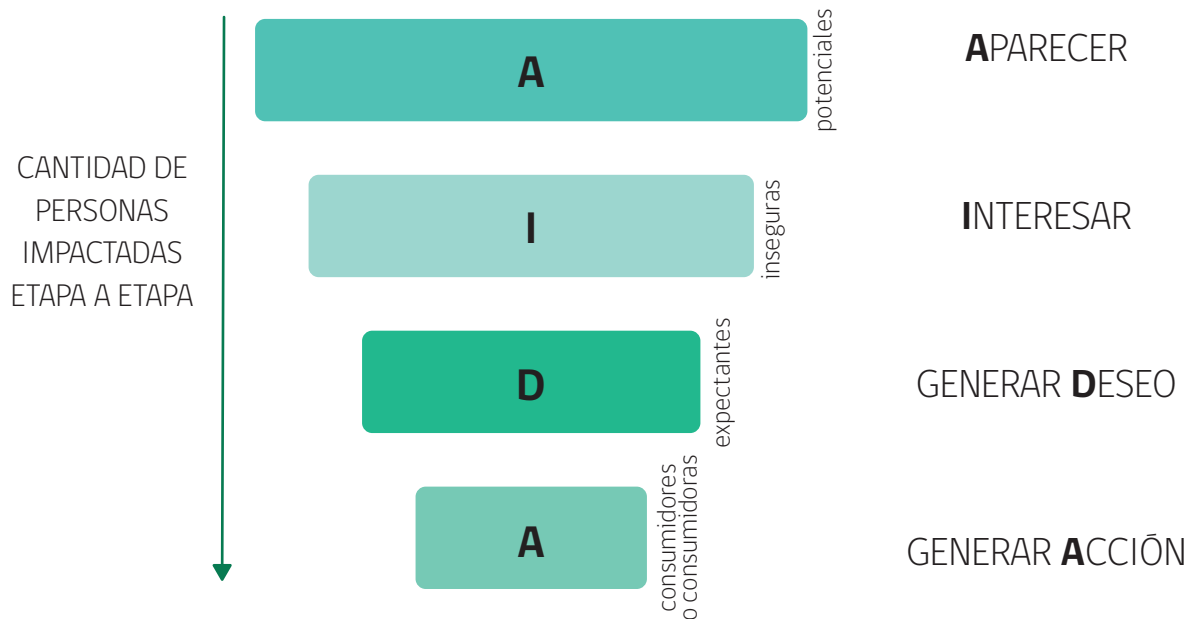 CANTIDAD DE
PERSONAS
IMPACTADAS
ETAPA A ETAPA
A
potenciales
APARECER
I
inseguras
INTERESAR
D
expectantes
GENERAR DESEO
A
consumidores
o consumidoras
GENERAR ACCIÓN